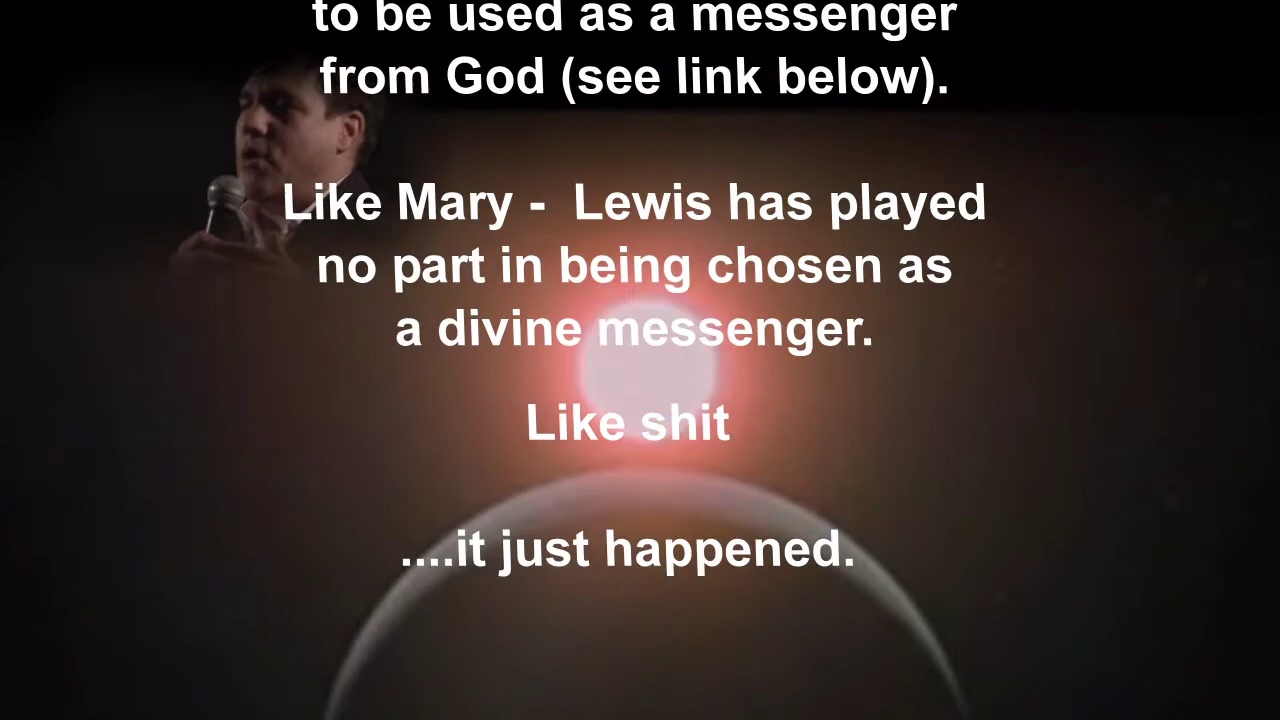 to be used as a messenger
from God (see link below).
Like Mary -  Lewis has played
no part in being chosen as
a divine messenger.
Like shit
....it just happened.